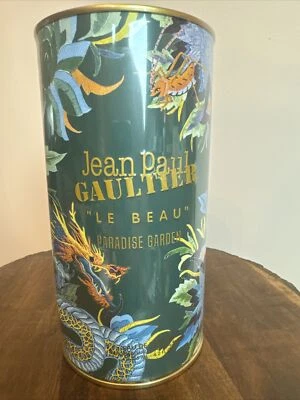 Jean Paul
GAULTIER
"LE BEAU"
PARADISE GARDEN